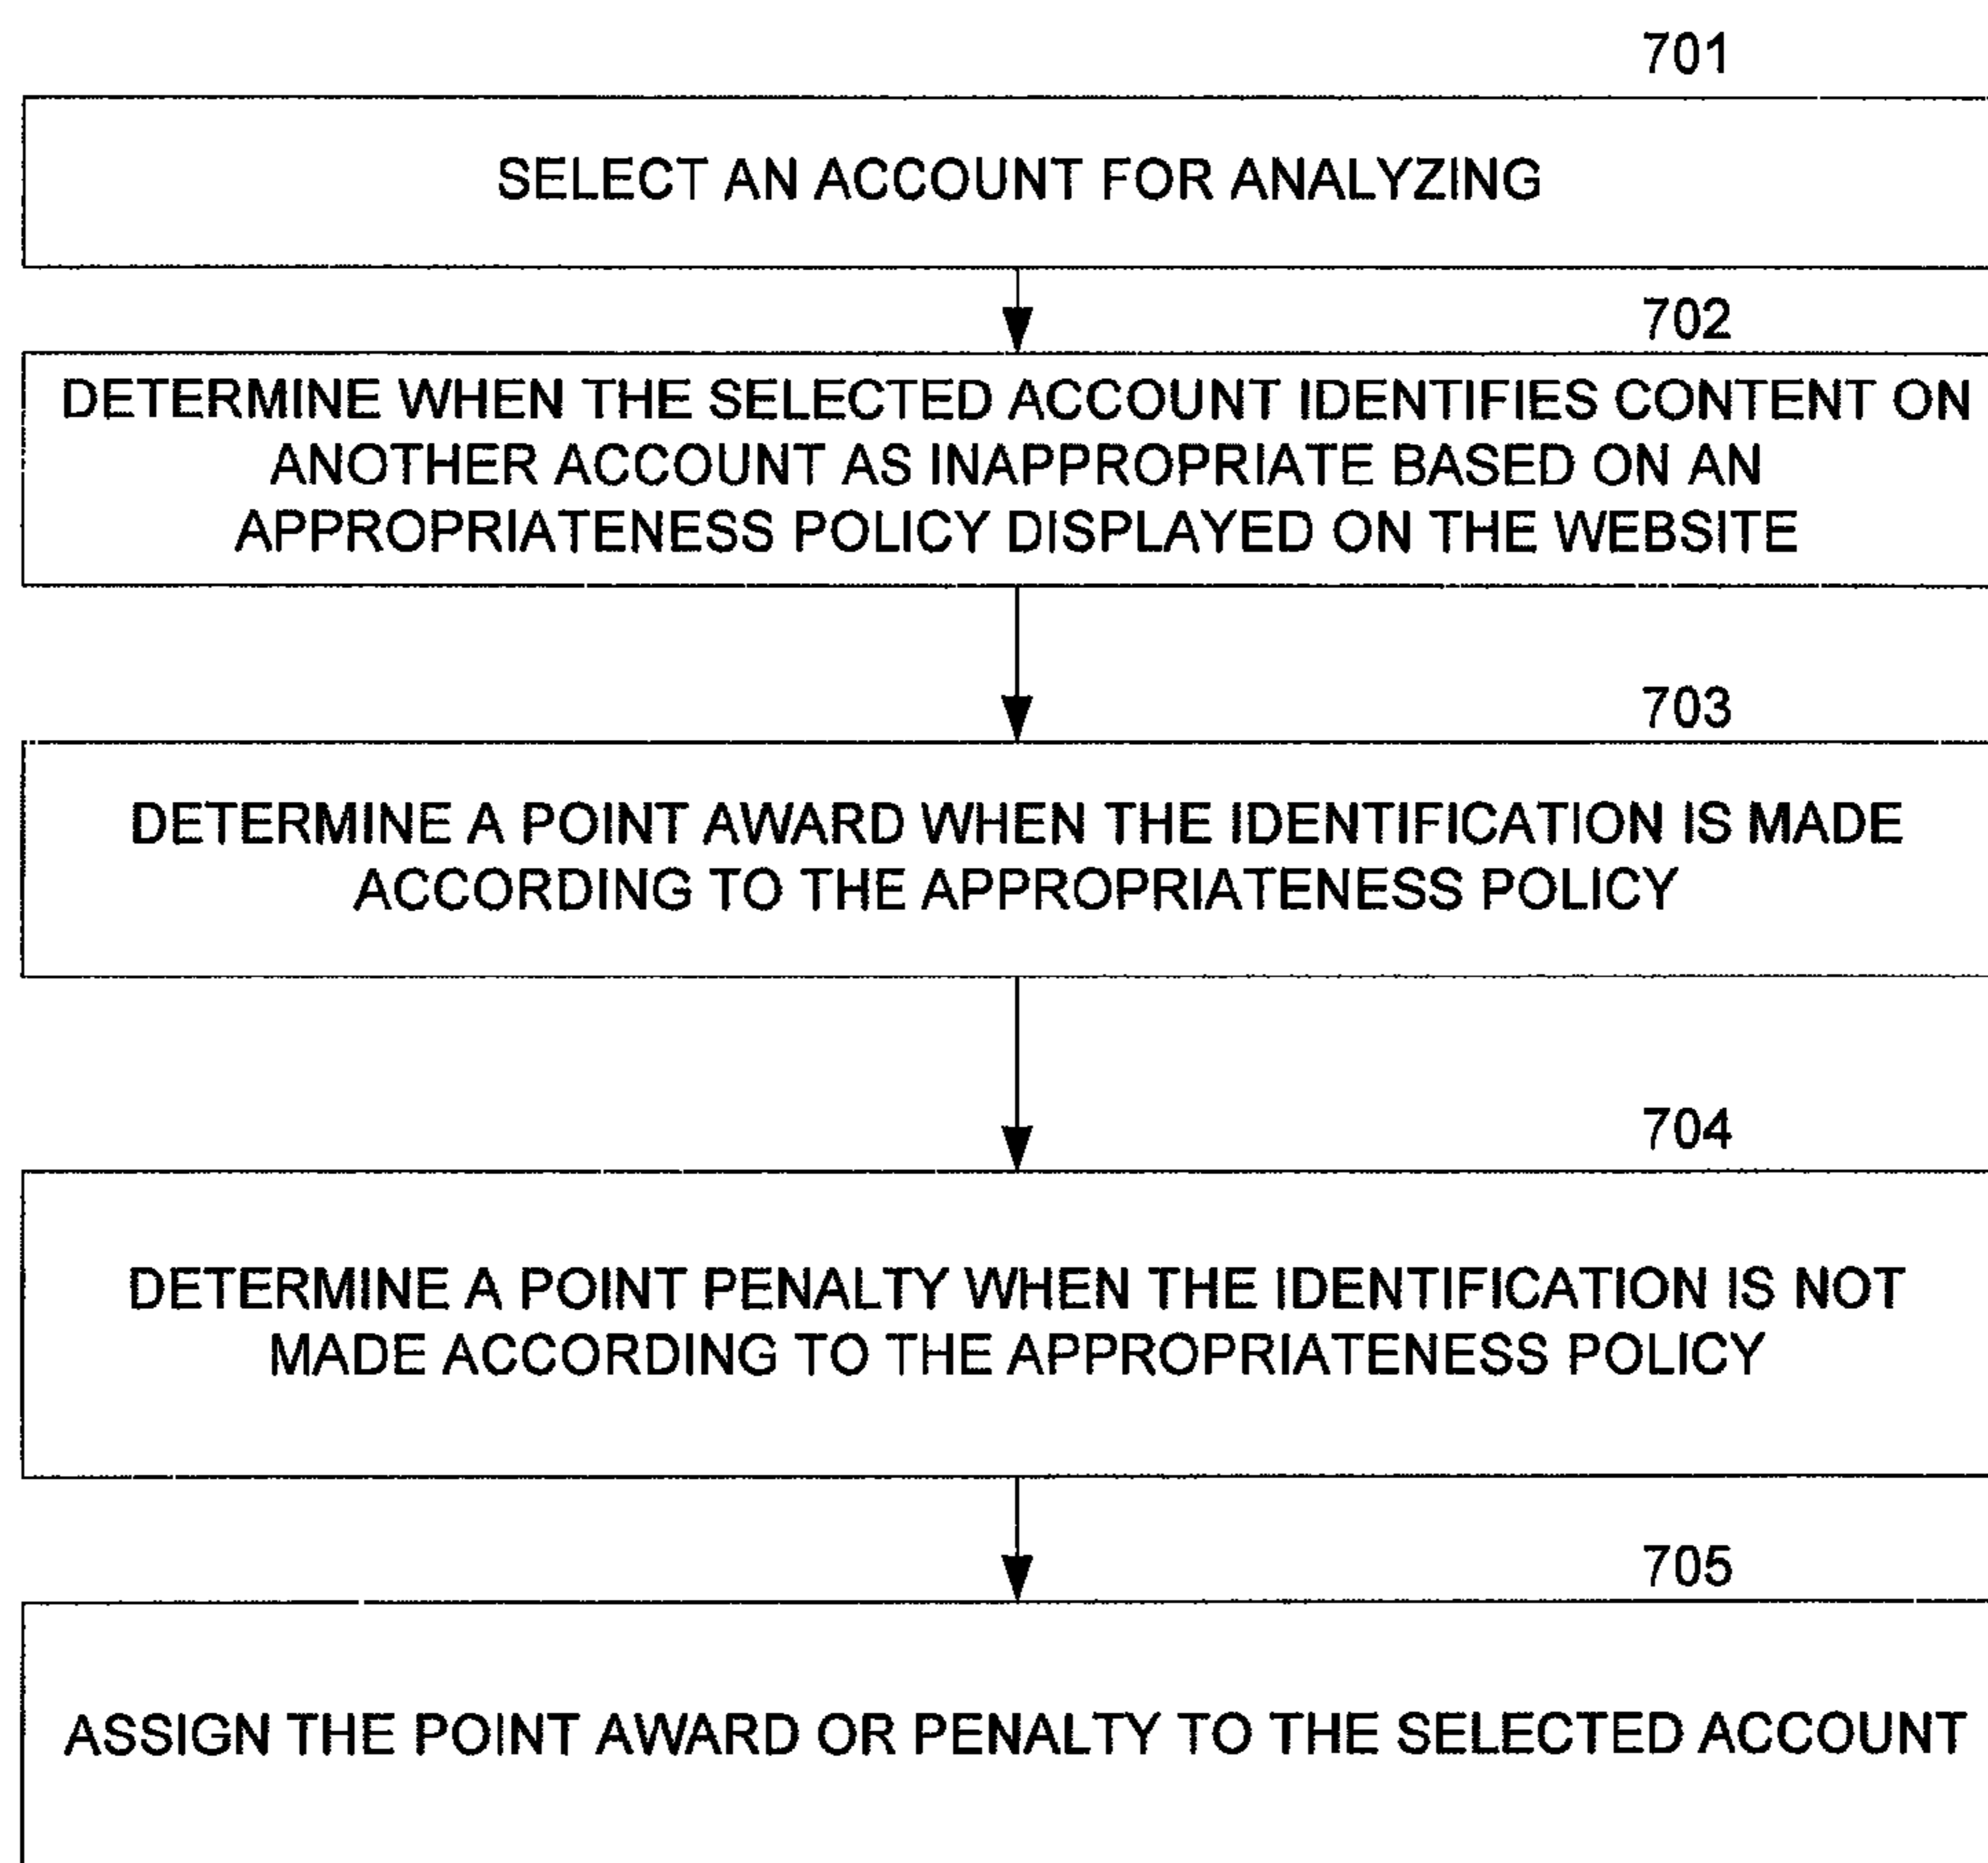 701
SELECT AN ACCOUNT FOR ANALYZING
702
DETERMINE WHEN THE SELECTED ACCOUNT IDENTIFIES CONTENT ON
ANOTHER ACCOUNT AS INAPPROPRIATE BASED ON AN
APPROPRIATENESS POLICY DISPLAYED ON THE WEBSITE
703
DETERMINE A POINT AWARD WHEN THE IDENTIFICATION IS MADE
ACCORDING TO THE APPROPRIATENESS POLICY
704
DETERMINE A POINT PENALTY WHEN THE IDENTIFICATION IS NOT
MADE ACCORDING TO THE APPROPRIATENESS POLICY
705
ASSIGN THE POINT AWARD OR PENALTY TO THE SELECTED ACCOUNT